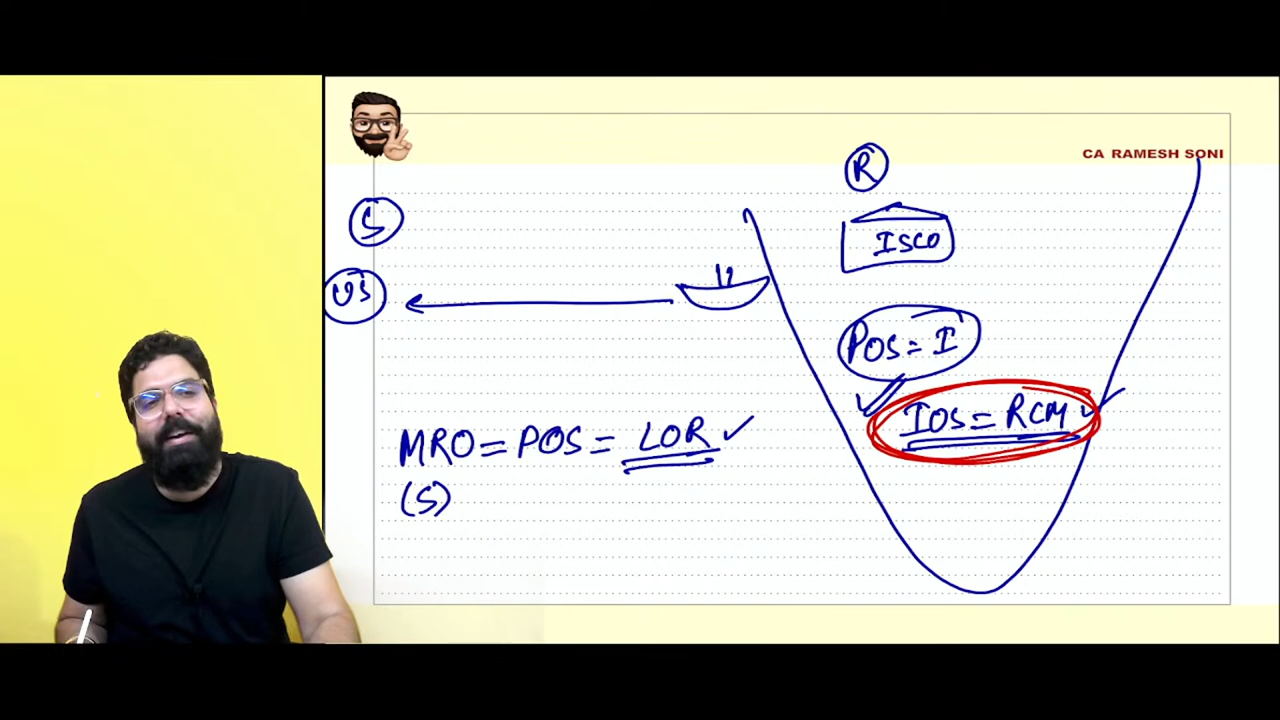 CA RAMESH SONI
R
S
ISCO
US
POS = I
IOS = RCM
MRO = POS = LOR
(S)